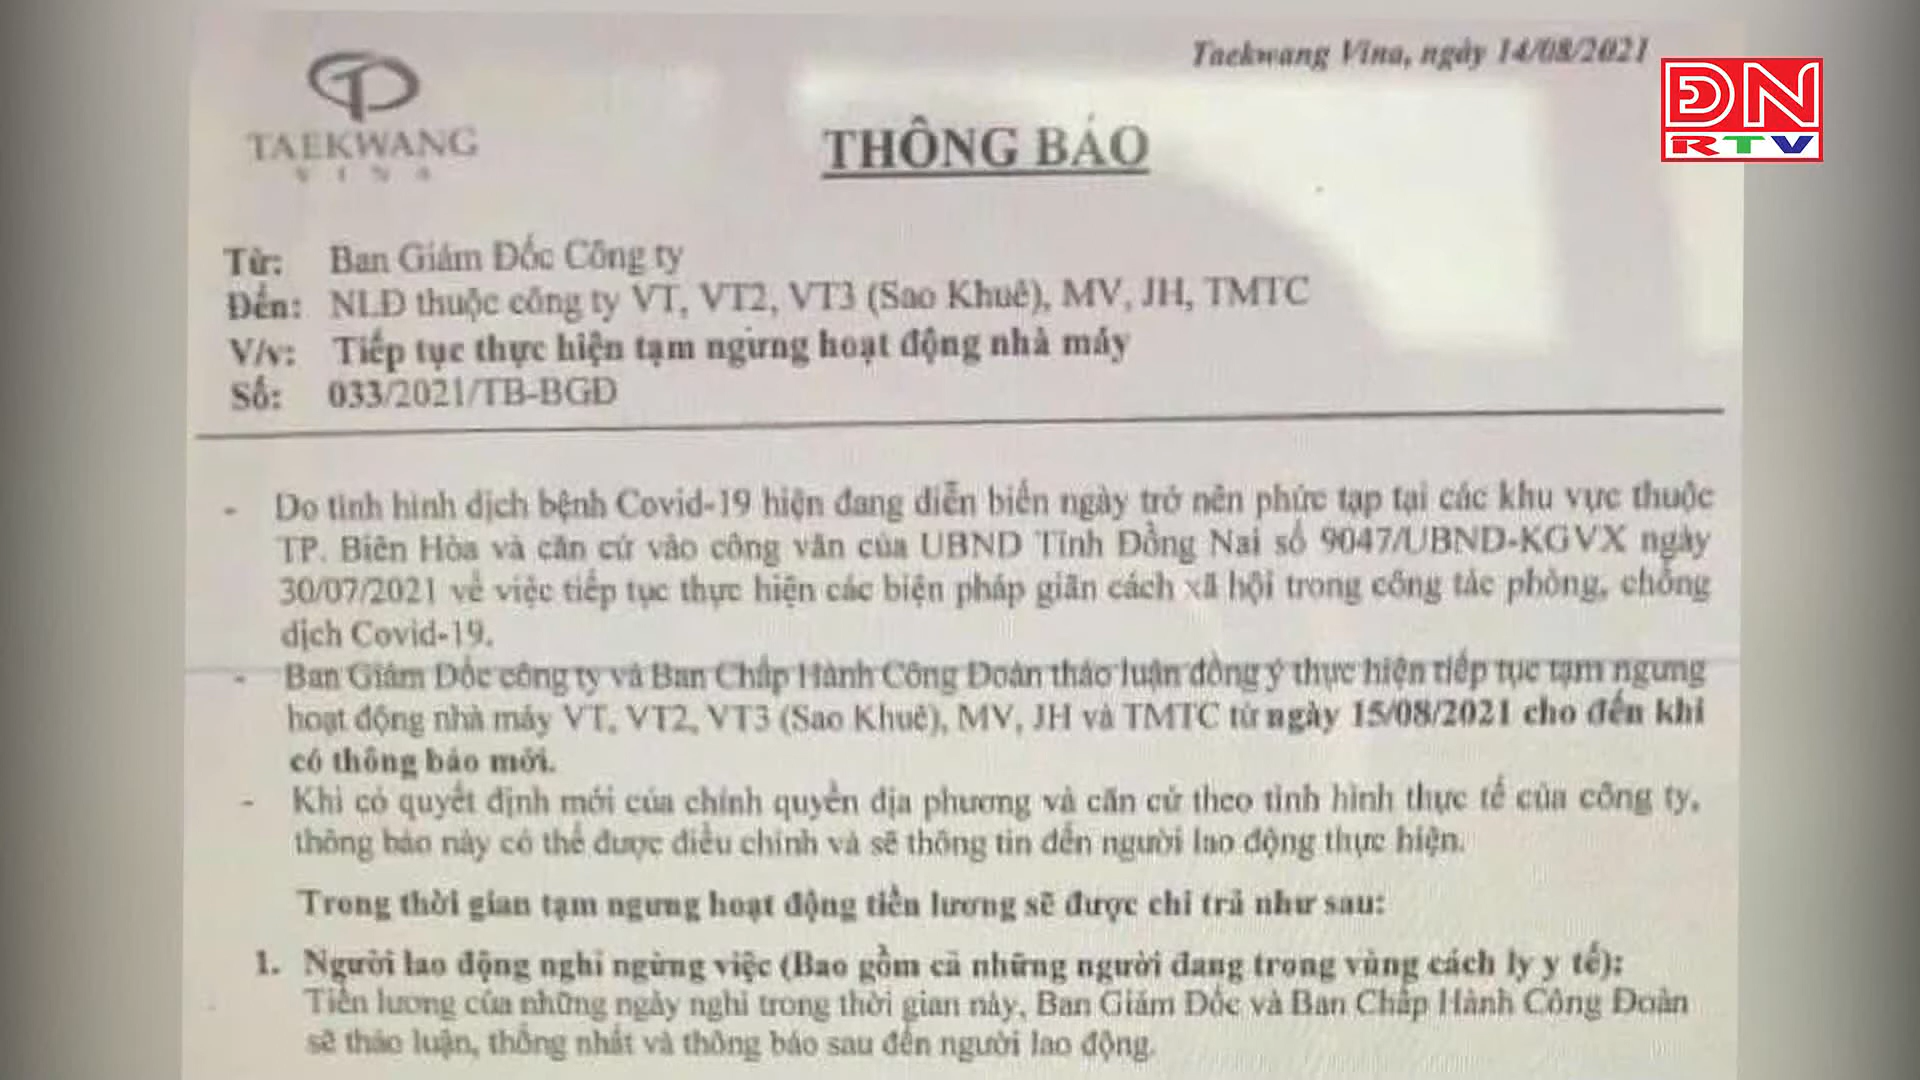 Taekwang Vina, ngày 14/08/2021
ĐN
RTV
TAEKWANG
VINA
THÔNG BÁO
Từ: Ban Giám Đốc Công ty
Đến: NLĐ thuộc công ty VT, VT2, VT3 (Sao Khuê), MV, JH, TMTC
V/v: Tiếp tục thực hiện tạm ngừng hoạt động nhà máy
Số: 033/2021/TB-BGĐ
- Do tình hình dịch bệnh Covid-19 hiện đang diễn biến ngày trở nên phức tạp tại các khu vực thuộc
TP. Biên Hòa và căn cứ vào công văn của UBND Tỉnh Đồng Nai số 9047/UBND-KGVX ngày
30/07/2021 về việc tiếp tục thực hiện các biện pháp giãn cách xã hội trong công tác phòng, chống
dịch Covid-19.
- Ban Giám Đốc công ty và Ban Chấp Hành Công Đoàn thảo luận đồng ý thực hiện tiếp tục tạm ngưng
hoạt động nhà máy VT, VT2, VT3 (Sao Khuê), MV, JH và TMTC từ ngày 15/08/2021 cho đến khi
có thông báo mới.
- Khi có quyết định mới của chính quyền địa phương và căn cứ theo tình hình thực tế của công ty,
thông báo này có thể được điều chỉnh và sẽ thông tin đến người lao động thực hiện.
Trong thời gian tạm ngưng hoạt động tiền lương sẽ được chi trả như sau:
1. Người lao động nghỉ ngừng việc (Bao gồm cả những người đang trong vùng cách ly y tế):
Tiền lương của những ngày nghỉ trong thời gian này, Ban Giám Đốc và Ban Chấp Hành Công Đoàn
sẽ thảo luận, thống nhất và thông báo sau đến người lao động.